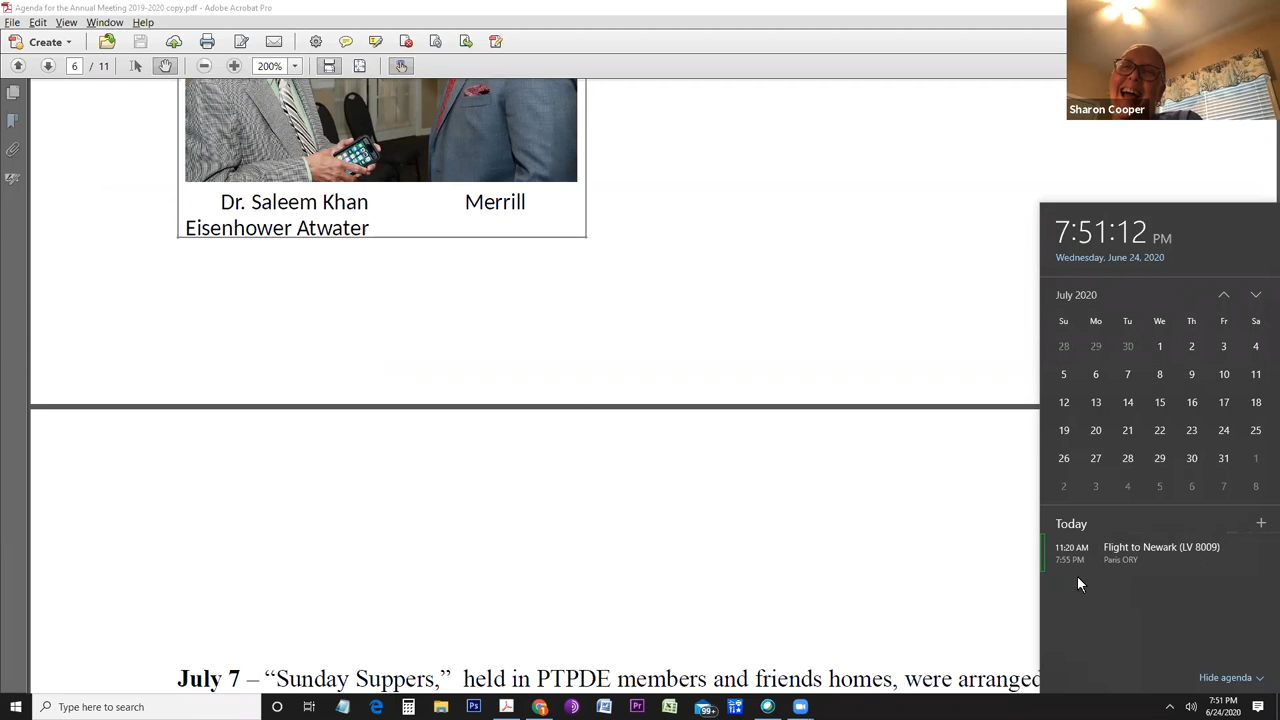 Agenda for the Annual Meeting 2019-2020 copy.pdf - Adobe Acrobat Pro
File Edit View Window Help
Create
6 / 11 200%
Sharon Cooper
Dr. Saleem Khan Merrill
Eisenhower Atwater
7:51:12 PM
Wednesday, June 24, 2020
July 2020
Su Mo Tu We Th Fr Sa
28 29 30 1 2 3 4
5 6 7 8 9 10 11
12 13 14 15 16 17 18
19 20 21 22 23 24 25
26 27 28 29 30 31 1
2 3 4 5 6 7 8
Today +
11:20 AM Flight to Newark (LV 8009)
7:55 PM Paris ORY
July 7 – “Sunday Suppers,” held in PTPDE members and friends homes, were arranged
Hide agenda
Type here to search
99+
7:51 PM
6/24/2020